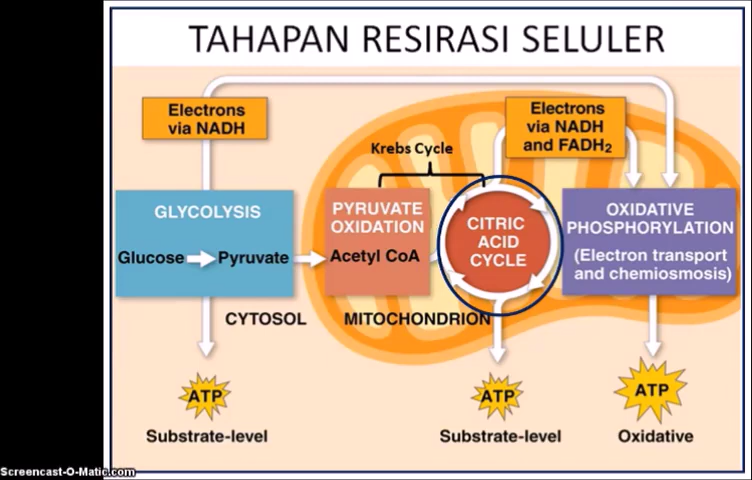 TAHAPAN RESIRASI SELULER
Electrons
via NADH
Electrons
via NADH
and FADH₂
Krebs Cycle
GLYCOLYSIS
Glucose
Pyruvate
PYRUVATE
OXIDATION
Acetyl CoA
CITRIC
ACID
CYCLE
OXIDATIVE
PHOSPHORYLATION
(Electron transport
and chemiosmosis)
CYTOSOL
MITOCHONDRION
ATP
Substrate-level
ATP
Substrate-level
ATP
Oxidative
Screencast-O-Matic.com